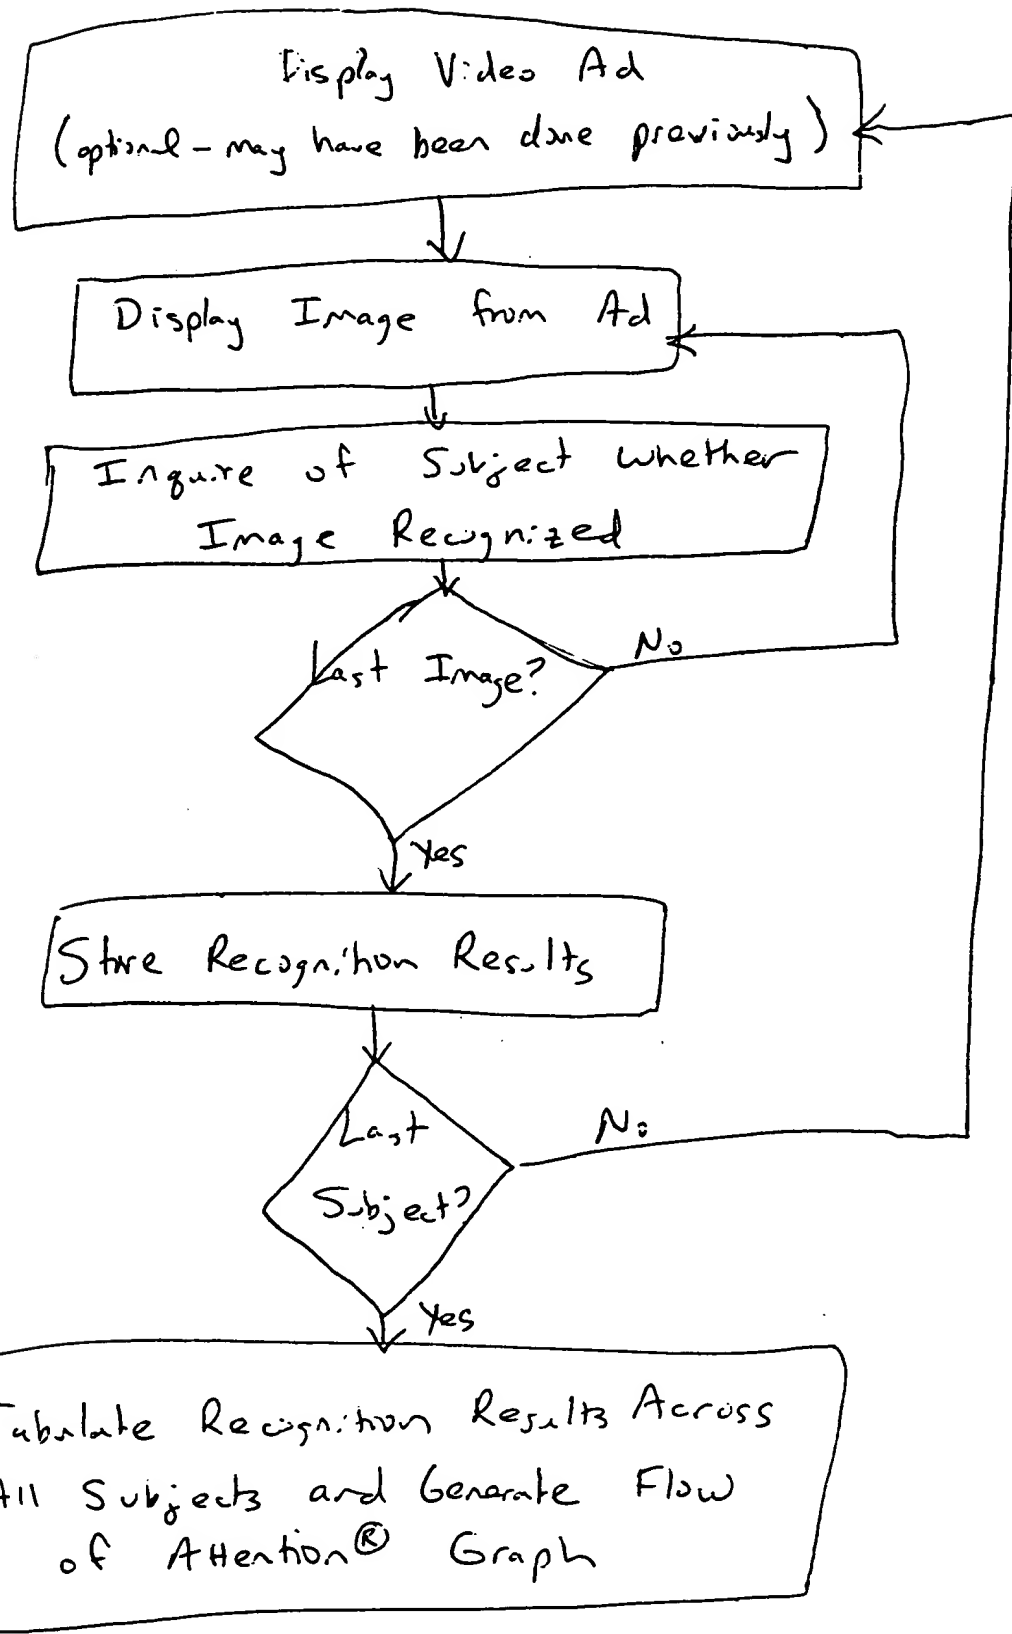 Display Video Ad
(optional - may have been done previously)
Display Image from Ad
Inquire of Subject whether
Image Recognized
Last Image?
No
Yes
Store Recognition Results
Last
Subject?
No
Yes
Tabulate Recognition Results Across
All Subjects and Generate Flow
of Attention® Graph